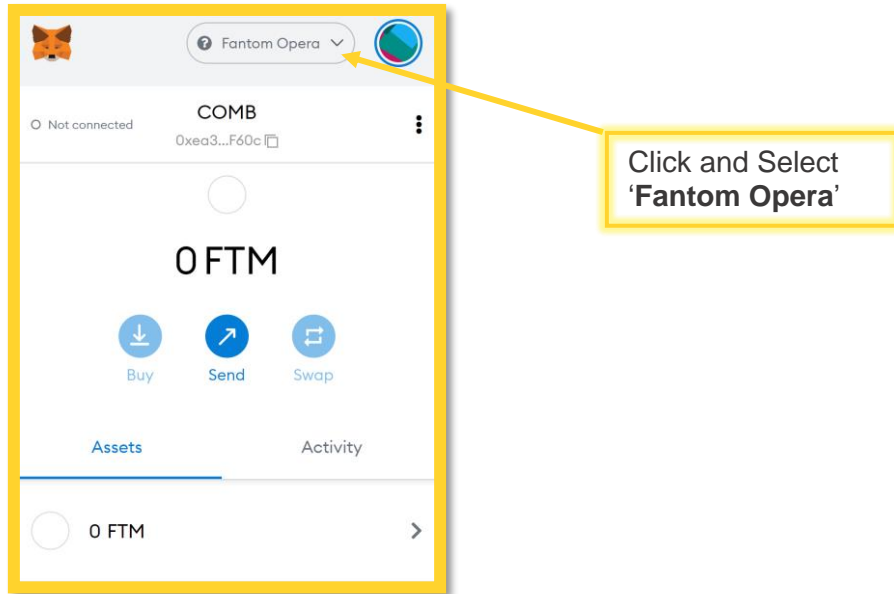 Fantom Opera
Not connected
COMB
0xea3...F60c
0 FTM
Buy Send Swap
Assets Activity
0 FTM
Click and Select
‘Fantom Opera’